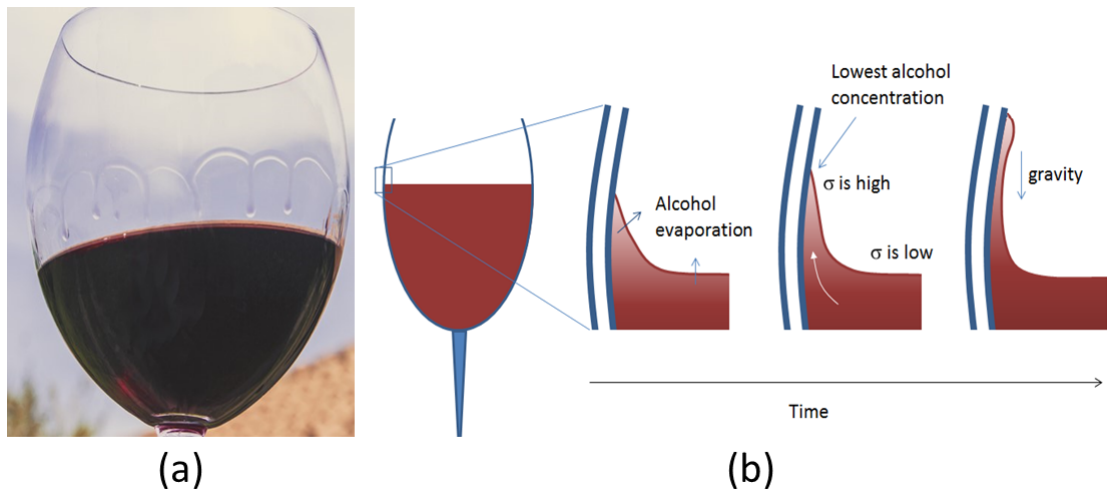 Lowest alcohol
concentration
Alcohol
evaporation
σ is high
σ is low
gravity
Time
(a)
(b)